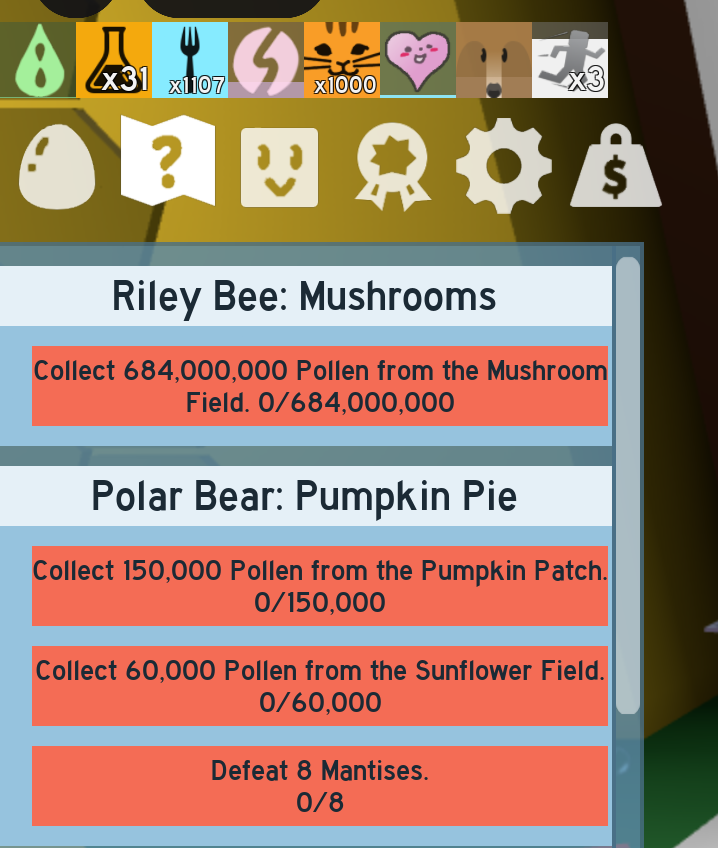 x31
x1107
x1000
x3
?
$
Riley Bee: Mushrooms
Collect 684,000,000 Pollen from the Mushroom
Field. 0/684,000,000
Polar Bear: Pumpkin Pie
Collect 150,000 Pollen from the Pumpkin Patch.
0/150,000
Collect 60,000 Pollen from the Sunflower Field.
0/60,000
Defeat 8 Mantises.
0/8